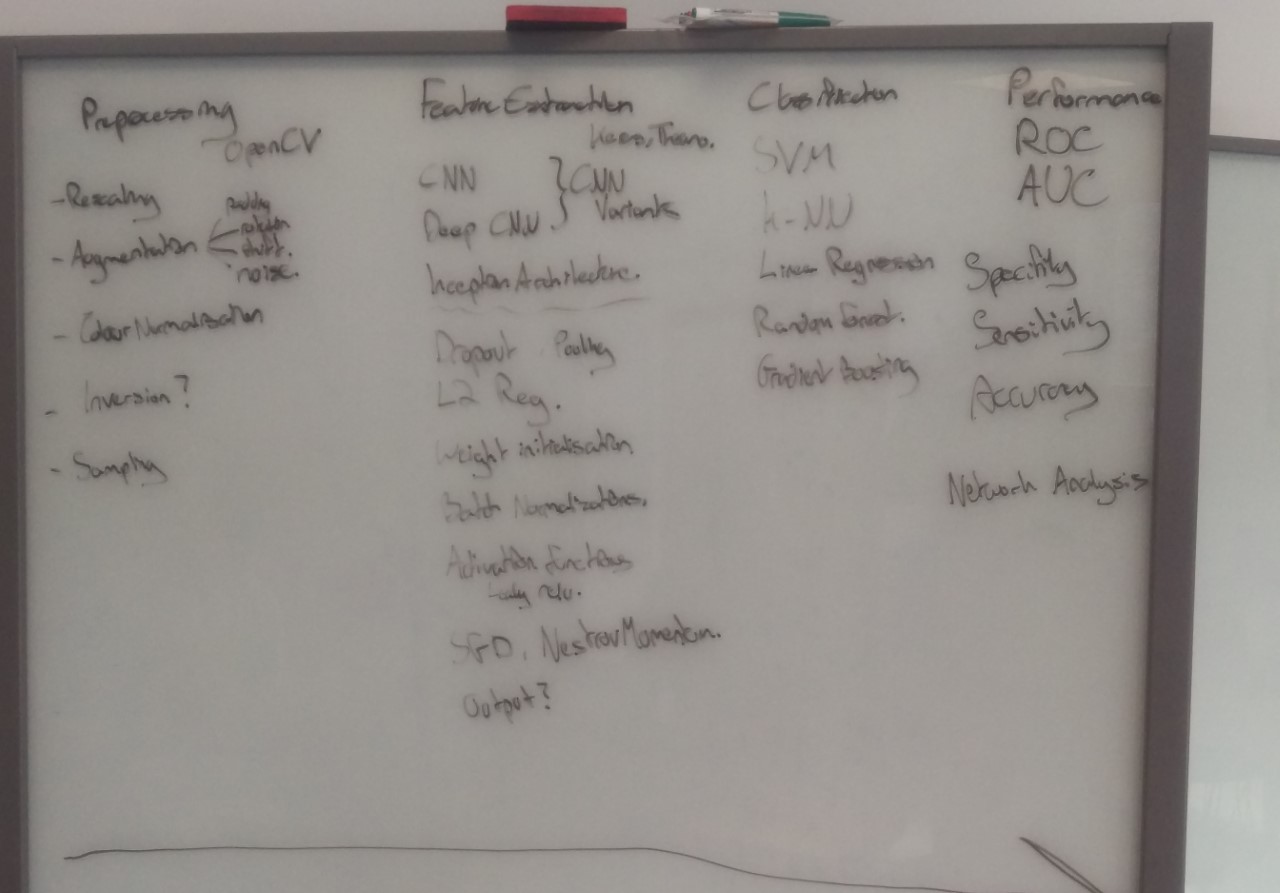 Preprocessing
OpenCV
- Rescaling
- Augmentation
padding
rotation
shift.
noise.
- Colour Normalisation
- Inversion?
- Sampling
Feature Extraction
Keras, Theano.
CNN
Deep CNN.
} CNN
Variants
Inception Architecture.
Dropout Pooling
L2 Reg.
Weight initialisation
Batch Normalizations.
Activation functions
Leaky relu.
SGD, Nestrov Momentum.
Output?
Classification
SVM
k-NN
Linear Regression
Random Forest.
Gradient Boosting
Performance
ROC
AUC
Specifity
Sensitivity
Accuracy
Network Analysis